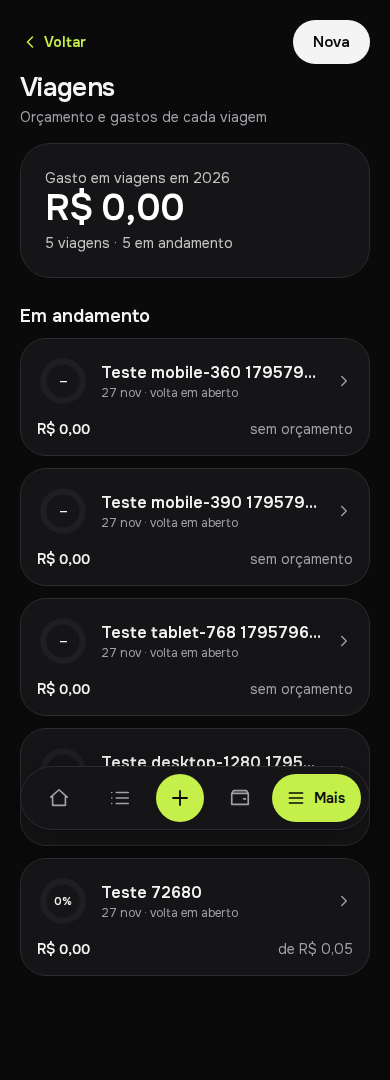 Voltar
Nova
Viagens
Orçamento e gastos de cada viagem
Gasto em viagens em 2026
R$ 0,00
5 viagens · 5 em andamento
Em andamento
–
Teste mobile-360 179579...
27 nov · volta em aberto
R$ 0,00
sem orçamento
–
Teste mobile-390 179579...
27 nov · volta em aberto
R$ 0,00
sem orçamento
–
Teste tablet-768 1795796...
27 nov · volta em aberto
R$ 0,00
sem orçamento
Teste desktop-1280 1795...
Mais
0%
Teste 72680
27 nov · volta em aberto
R$ 0,00
de R$ 0,05